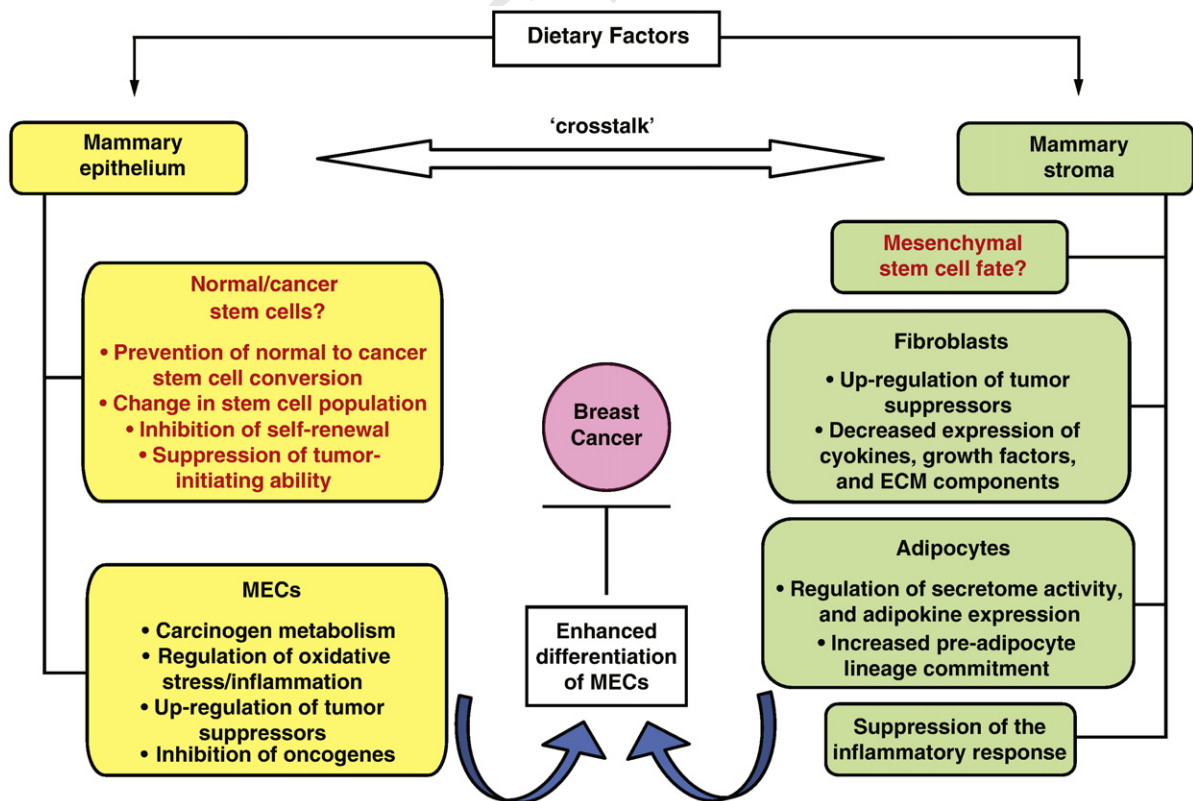 Dietary Factors
Mammary
epithelium
'crosstalk'
Mammary
stroma
Normal/cancer
stem cells?
• Prevention of normal to cancer
stem cell conversion
• Change in stem cell population
• Inhibition of self-renewal
• Suppression of tumor-
initiating ability
MECs
• Carcinogen metabolism
• Regulation of oxidative
stress/inflammation
• Up-regulation of tumor
suppressors
• Inhibition of oncogenes
Breast
Cancer
Enhanced
differentiation
of MECs
Mesenchymal
stem cell fate?
Fibroblasts
• Up-regulation of tumor
suppressors
• Decreased expression of
cyokines, growth factors,
and ECM components
Adipocytes
• Regulation of secretome activity,
and adipokine expression
• Increased pre-adipocyte
lineage commitment
Suppression of the
inflammatory response